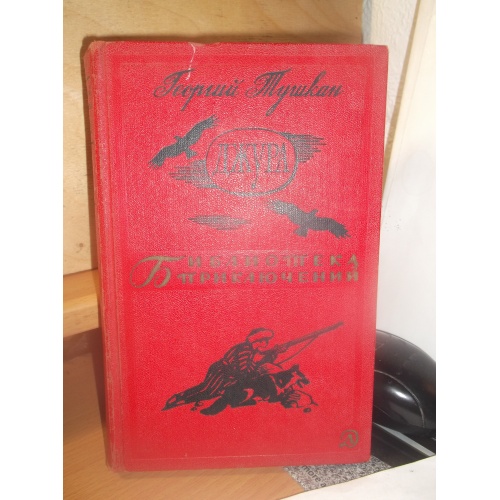 Георгий Тушкан
ДЖУРА
БИБЛИОТЕКА
ПРИКЛЮЧЕНИЙ